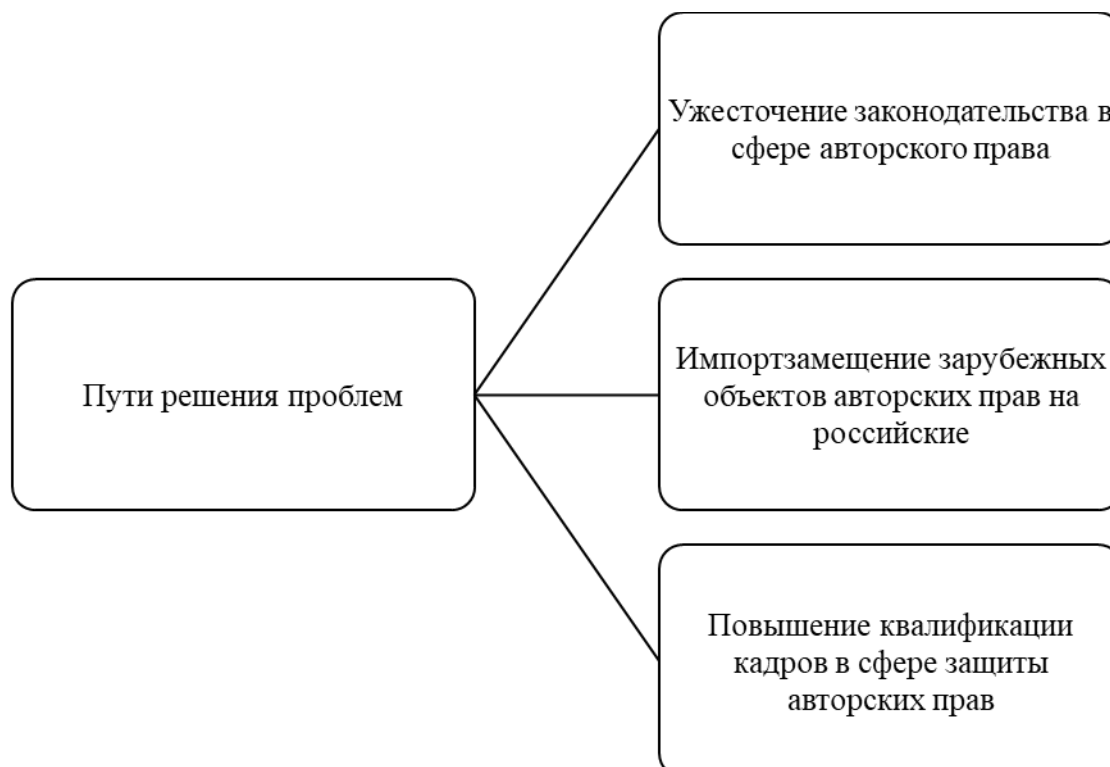 Ужесточение законодательства в
сфере авторского права
Пути решения проблем
Импортзамещение зарубежных
объектов авторских прав на
российские
Повышение квалификации
кадров в сфере защиты
авторских прав